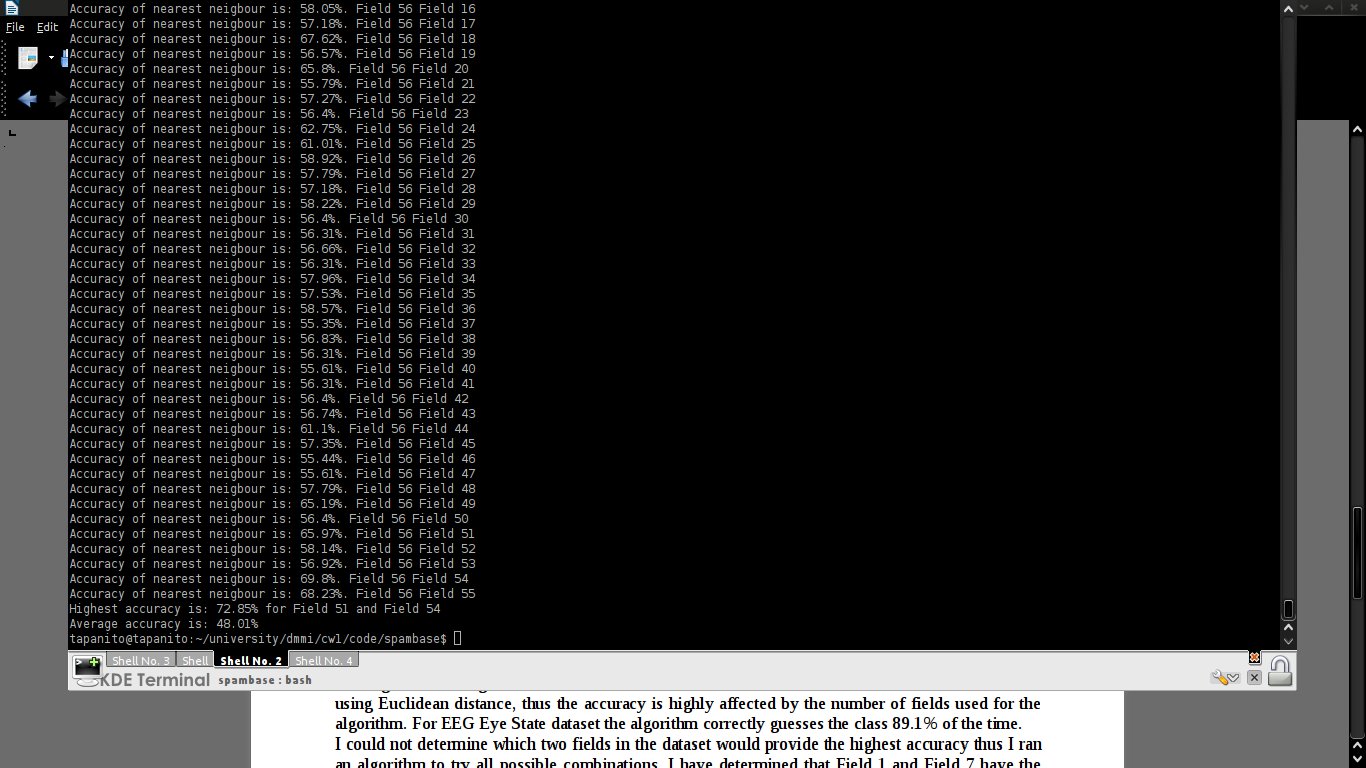 File Edit
Accuracy of nearest neigbour is: 58.05%. Field 56 Field 16
Accuracy of nearest neigbour is: 57.18%. Field 56 Field 17
Accuracy of nearest neigbour is: 67.62%. Field 56 Field 18
Accuracy of nearest neigbour is: 56.57%. Field 56 Field 19
Accuracy of nearest neigbour is: 65.8%. Field 56 Field 20
Accuracy of nearest neigbour is: 55.79%. Field 56 Field 21
Accuracy of nearest neigbour is: 57.27%. Field 56 Field 22
Accuracy of nearest neigbour is: 56.4%. Field 56 Field 23
Accuracy of nearest neigbour is: 62.75%. Field 56 Field 24
Accuracy of nearest neigbour is: 61.01%. Field 56 Field 25
Accuracy of nearest neigbour is: 58.92%. Field 56 Field 26
Accuracy of nearest neigbour is: 57.79%. Field 56 Field 27
Accuracy of nearest neigbour is: 57.18%. Field 56 Field 28
Accuracy of nearest neigbour is: 58.22%. Field 56 Field 29
Accuracy of nearest neigbour is: 56.4%. Field 56 Field 30
Accuracy of nearest neigbour is: 56.31%. Field 56 Field 31
Accuracy of nearest neigbour is: 56.66%. Field 56 Field 32
Accuracy of nearest neigbour is: 56.31%. Field 56 Field 33
Accuracy of nearest neigbour is: 57.96%. Field 56 Field 34
Accuracy of nearest neigbour is: 57.53%. Field 56 Field 35
Accuracy of nearest neigbour is: 58.57%. Field 56 Field 36
Accuracy of nearest neigbour is: 55.35%. Field 56 Field 37
Accuracy of nearest neigbour is: 56.83%. Field 56 Field 38
Accuracy of nearest neigbour is: 56.31%. Field 56 Field 39
Accuracy of nearest neigbour is: 55.61%. Field 56 Field 40
Accuracy of nearest neigbour is: 56.31%. Field 56 Field 41
Accuracy of nearest neigbour is: 56.4%. Field 56 Field 42
Accuracy of nearest neigbour is: 56.74%. Field 56 Field 43
Accuracy of nearest neigbour is: 61.1%. Field 56 Field 44
Accuracy of nearest neigbour is: 57.35%. Field 56 Field 45
Accuracy of nearest neigbour is: 55.44%. Field 56 Field 46
Accuracy of nearest neigbour is: 55.61%. Field 56 Field 47
Accuracy of nearest neigbour is: 57.79%. Field 56 Field 48
Accuracy of nearest neigbour is: 65.19%. Field 56 Field 49
Accuracy of nearest neigbour is: 56.4%. Field 56 Field 50
Accuracy of nearest neigbour is: 65.97%. Field 56 Field 51
Accuracy of nearest neigbour is: 58.14%. Field 56 Field 52
Accuracy of nearest neigbour is: 56.92%. Field 56 Field 53
Accuracy of nearest neigbour is: 69.8%. Field 56 Field 54
Accuracy of nearest neigbour is: 68.23%. Field 56 Field 55
Highest accuracy is: 72.85% for Field 51 and Field 54
Average accuracy is: 48.01%
tapanito@tapanito:~/university/dmmi/cw1/code/spambase$
Shell No. 3 Shell Shell No. 2 Shell No. 4
KDE Terminal spambase : bash
using Euclidean distance, thus the accuracy is highly affected by the number of fields used for the
algorithm. For EEG Eye State dataset the algorithm correctly guesses the class 89.1% of the time.
I could not determine which two fields in the dataset would provide the highest accuracy thus I ran
an algorithm to try all possible combinations. I have determined that Field 1 and Field 7 have the